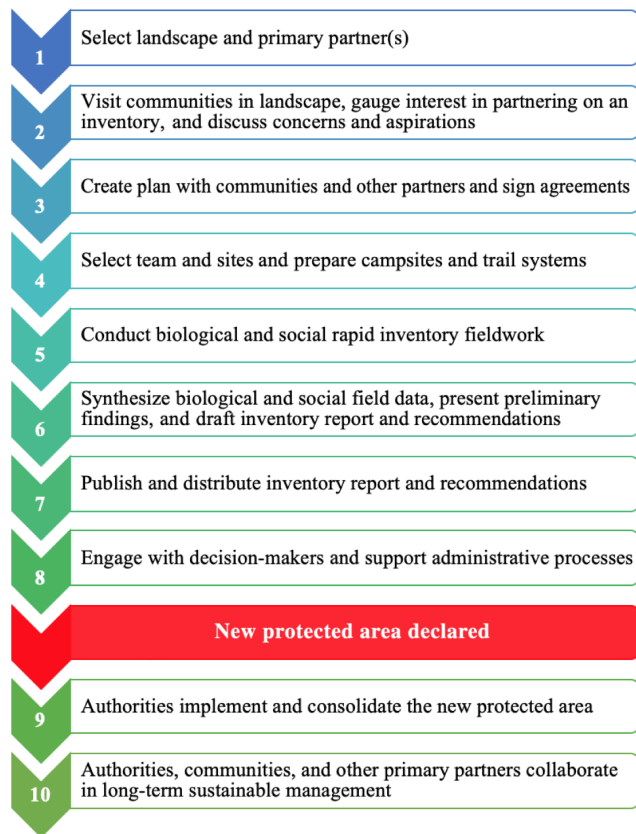 1
Select landscape and primary partner(s)
2
Visit communities in landscape, gauge interest in partnering on an
inventory, and discuss concerns and aspirations
3
Create plan with communities and other partners and sign agreements
4
Select team and sites and prepare campsites and trail systems
5
Conduct biological and social rapid inventory fieldwork
6
Synthesize biological and social field data, present preliminary
findings, and draft inventory report and recommendations
7
Publish and distribute inventory report and recommendations
8
Engage with decision-makers and support administrative processes
New protected area declared
9
Authorities implement and consolidate the new protected area
10
Authorities, communities, and other primary partners collaborate
in long-term sustainable management